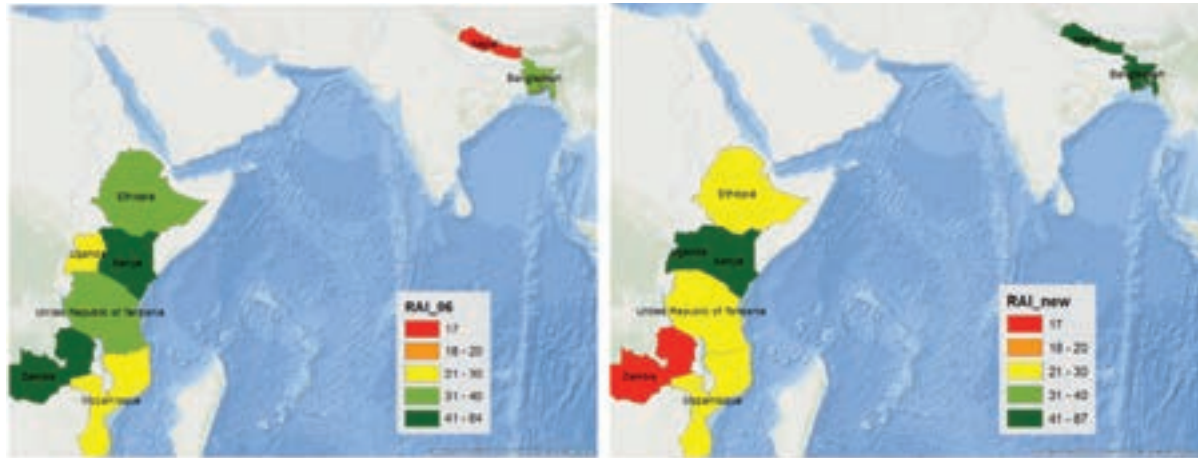 Nepal
Bangladesh
Ethiopia
Uganda
Kenya
United Republic of Tanzania
Zambia
Mozambique
RAI_06
17
18 - 20
21 - 30
31 - 40
41 - 64
Nepal
Bangladesh
Ethiopia
Uganda
Kenya
United Republic of Tanzania
Zambia
Mozambique
RAI_new
17
18 - 20
21 - 30
31 - 40
41 - 87